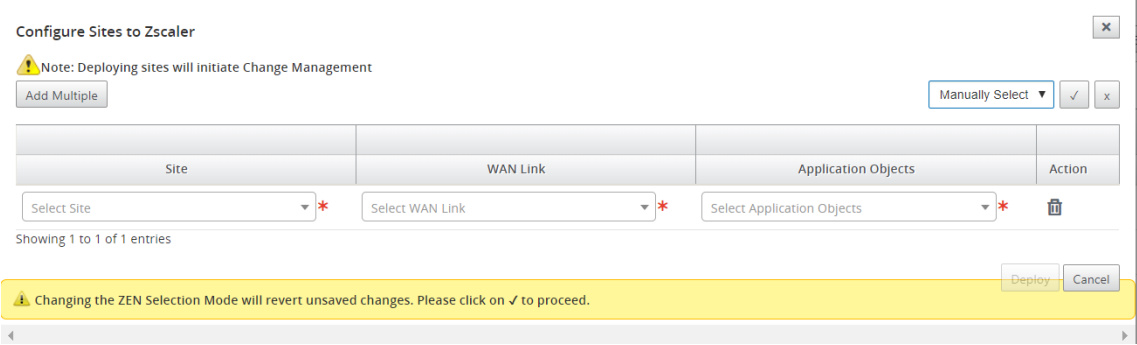 Configure Sites to Zscaler
x
Note: Deploying sites will initiate Change Management
Add Multiple
Manually Select ▼
✓
x
Site WAN Link Application Objects Action
Select Site * Select WAN Link * Select Application Objects *
Showing 1 to 1 of 1 entries
Deploy Cancel
Changing the ZEN Selection Mode will revert unsaved changes. Please click on ✓ to proceed.